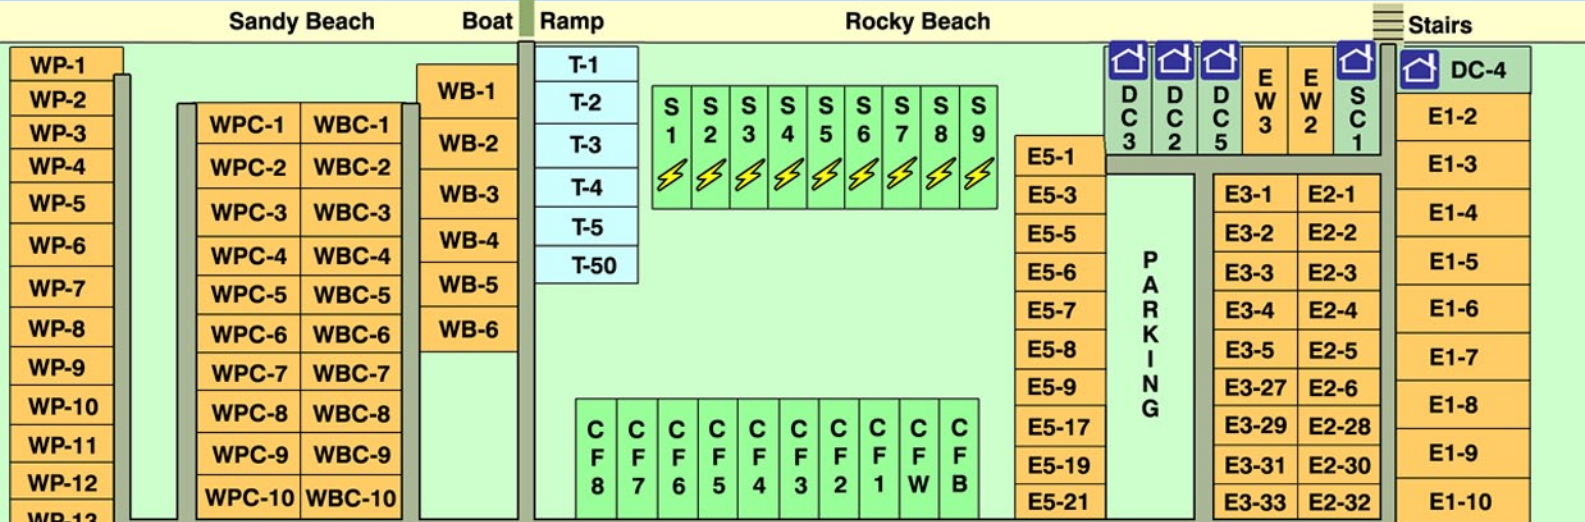 Sandy Beach
Boat Ramp
Rocky Beach
Stairs
WP-1
WP-2
WP-3
WP-4
WP-5
WP-6
WP-7
WP-8
WP-9
WP-10
WP-11
WP-12
WP-13
WPC-1 WBC-1
WPC-2 WBC-2
WPC-3 WBC-3
WPC-4 WBC-4
WPC-5 WBC-5
WPC-6 WBC-6
WPC-7 WBC-7
WPC-8 WBC-8
WPC-9 WBC-9
WPC-10 WBC-10
WB-1
WB-2
WB-3
WB-4
WB-5
WB-6
T-1
T-2
T-3
T-4
T-5
T-50
S1 S2 S3 S4 S5 S6 S7 S8 S9
CF8 CF7 CF6 CF5 CF4 CF3 CF2 CF1 CFW CFB
E5-1
E5-3
E5-5
E5-6
E5-7
E5-8
E5-9
E5-17
E5-19
E5-21
DC3 DC2 DC5 EW3 EW2 SC1
PARKING
E3-1 E2-1
E3-2 E2-2
E3-3 E2-3
E3-4 E2-4
E3-5 E2-5
E3-27 E2-6
E3-29 E2-28
E3-31 E2-30
E3-33 E2-32
DC-4
E1-2
E1-3
E1-4
E1-5
E1-6
E1-7
E1-8
E1-9
E1-10